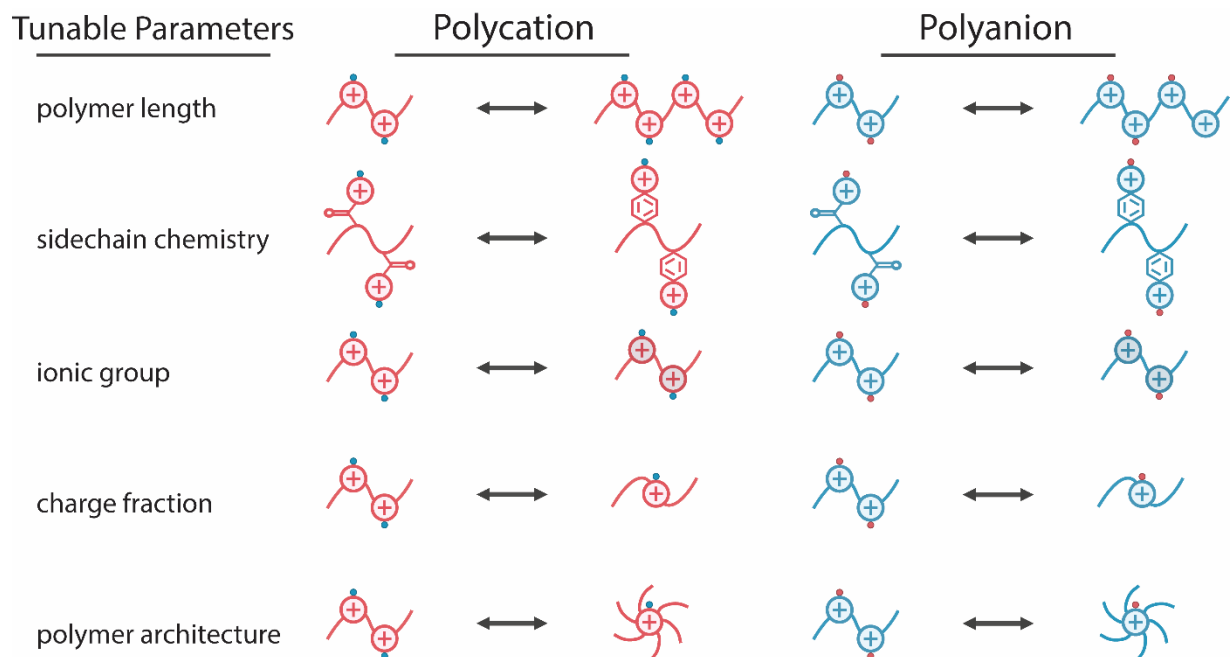 Tunable Parameters Polycation Polyanion
polymer length + + ↔ + + + + + + ↔ + + + +
sidechain chemistry + + ↔ + + + + ↔ + +
ionic group + + ↔ + + + + ↔ + +
charge fraction + + ↔ + + + ↔ +
polymer architecture + + ↔ + + + ↔ +